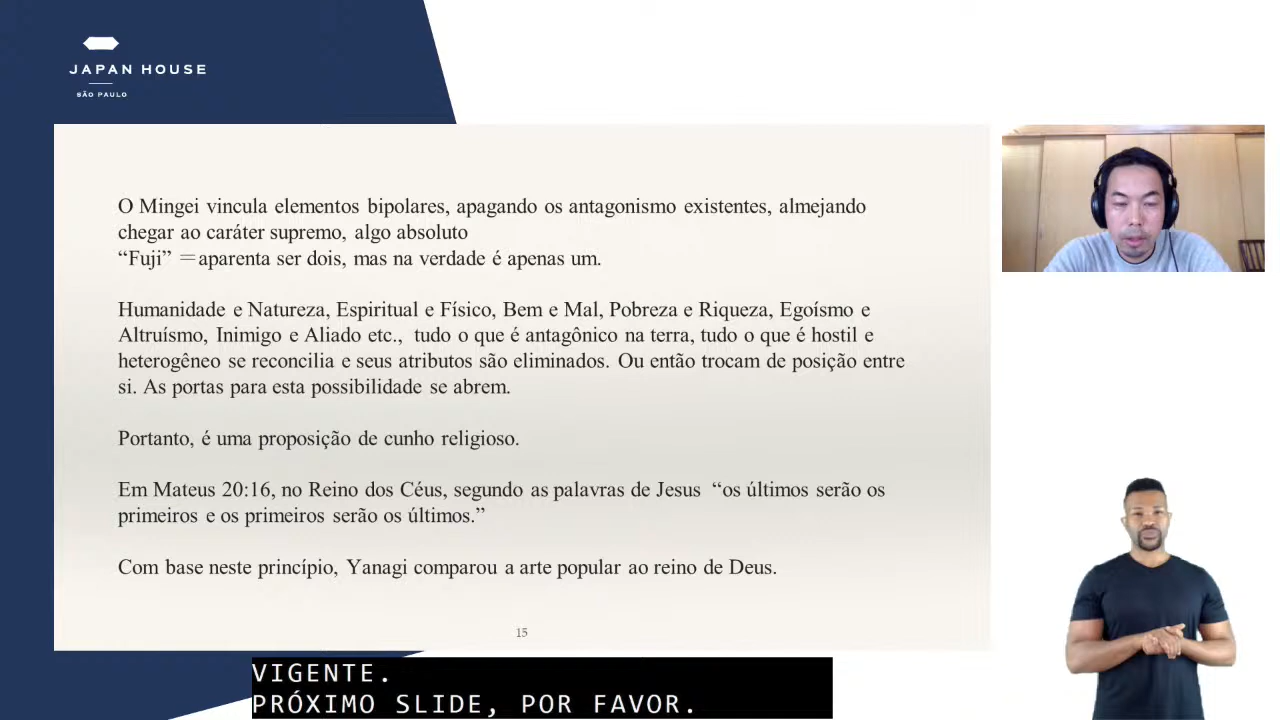 JAPAN HOUSE
SÃO PAULO
O Mingei vincula elementos bipolares, apagando os antagonismo existentes, almejando
chegar ao caráter supremo, algo absoluto
“Fuji” ＝aparenta ser dois, mas na verdade é apenas um.
Humanidade e Natureza, Espiritual e Físico, Bem e Mal, Pobreza e Riqueza, Egoísmo e
Altruísmo, Inimigo e Aliado etc., tudo o que é antagônico na terra, tudo o que é hostil e
heterogêneo se reconcilia e seus atributos são eliminados. Ou então trocam de posição entre
si. As portas para esta possibilidade se abrem.
Portanto, é uma proposição de cunho religioso.
Em Mateus 20:16, no Reino dos Céus, segundo as palavras de Jesus “os últimos serão os
primeiros e os primeiros serão os últimos.”
Com base neste princípio, Yanagi comparou a arte popular ao reino de Deus.
15
VIGENTE.
PRÓXIMO SLIDE, POR FAVOR.